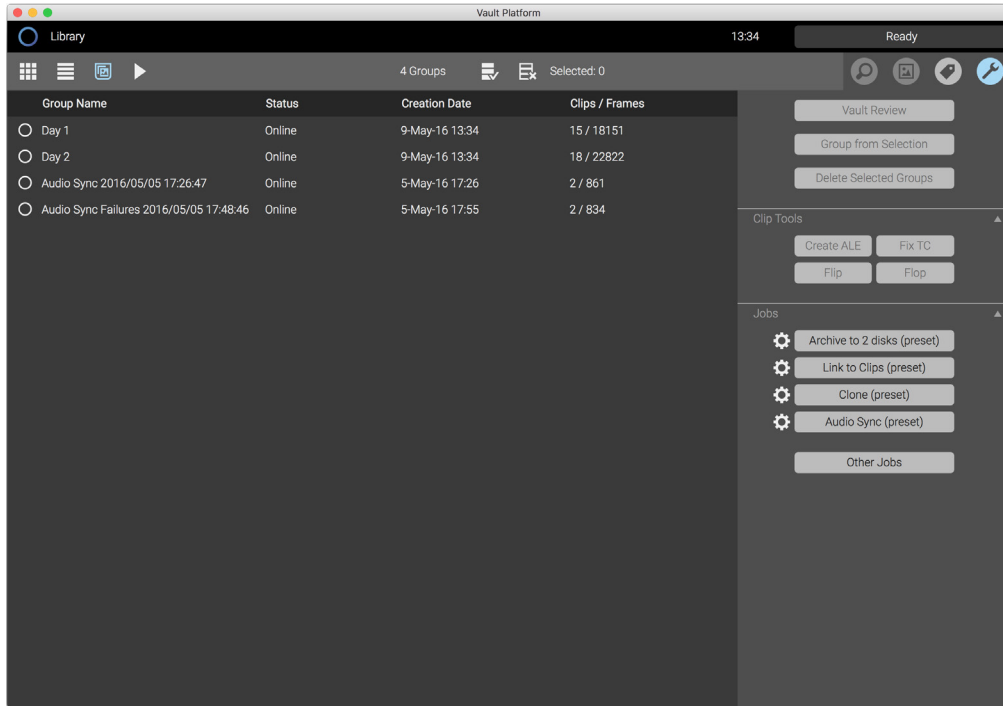 Vault Platform
Library 13:34 Ready
4 Groups Selected: 0
Group Name Status Creation Date Clips / Frames
Day 1 Online 9-May-16 13:34 15 / 18151
Day 2 Online 9-May-16 13:34 18 / 22822
Audio Sync 2016/05/05 17:26:47 Online 5-May-16 17:26 2 / 861
Audio Sync Failures 2016/05/05 17:48:46 Online 5-May-16 17:55 2 / 834
Vault Review
Group from Selection
Delete Selected Groups
Clip Tools
Create ALE Fix TC
Flip Flop
Jobs
Archive to 2 disks (preset)
Link to Clips (preset)
Clone (preset)
Audio Sync (preset)
Other Jobs